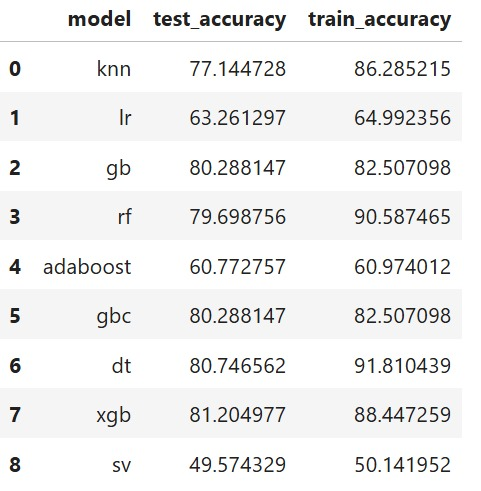 model test_accuracy train_accuracy
0 knn 77.144728 86.285215
1 lr 63.261297 64.992356
2 gb 80.288147 82.507098
3 rf 79.698756 90.587465
4 adaboost 60.772757 60.974012
5 gbc 80.288147 82.507098
6 dt 80.746562 91.810439
7 xgb 81.204977 88.447259
8 sv 49.574329 50.141952